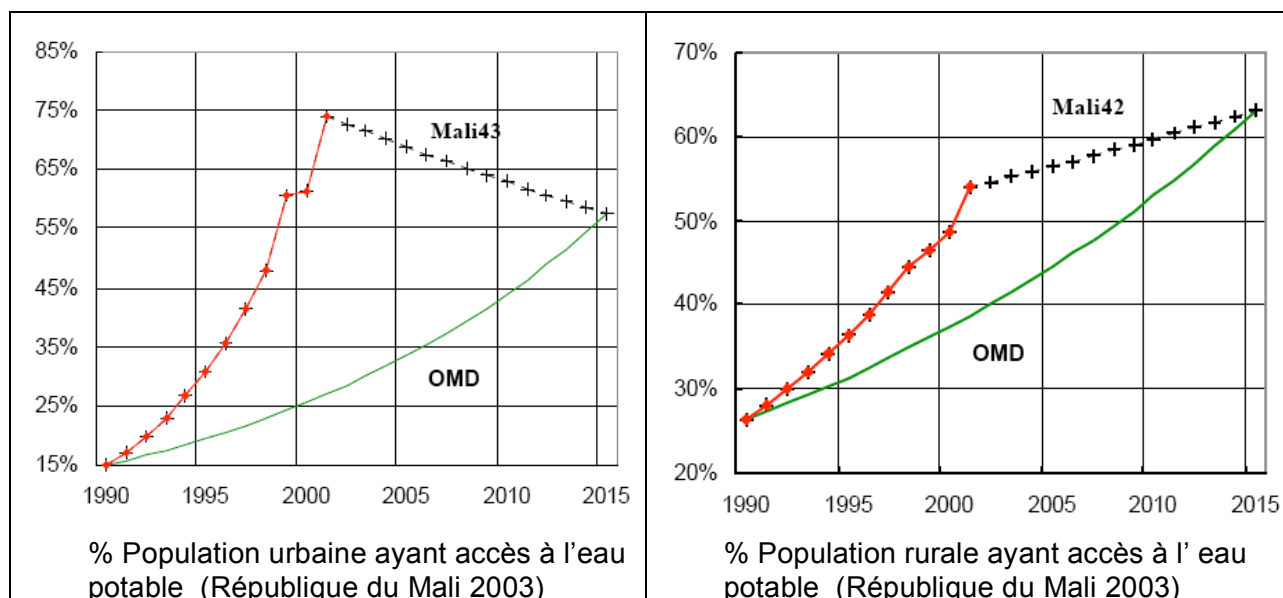 85%
75%
65%
55%
45%
35%
25%
15%
Mali43
OMD
1990 1995 2000 2005 2010 2015
% Population urbaine ayant accès à l’eau
potable (République du Mali 2003)
70%
60%
50%
40%
30%
20%
Mali42
OMD
1990 1995 2000 2005 2010 2015
% Population rurale ayant accès à l’ eau
potable (République du Mali 2003)